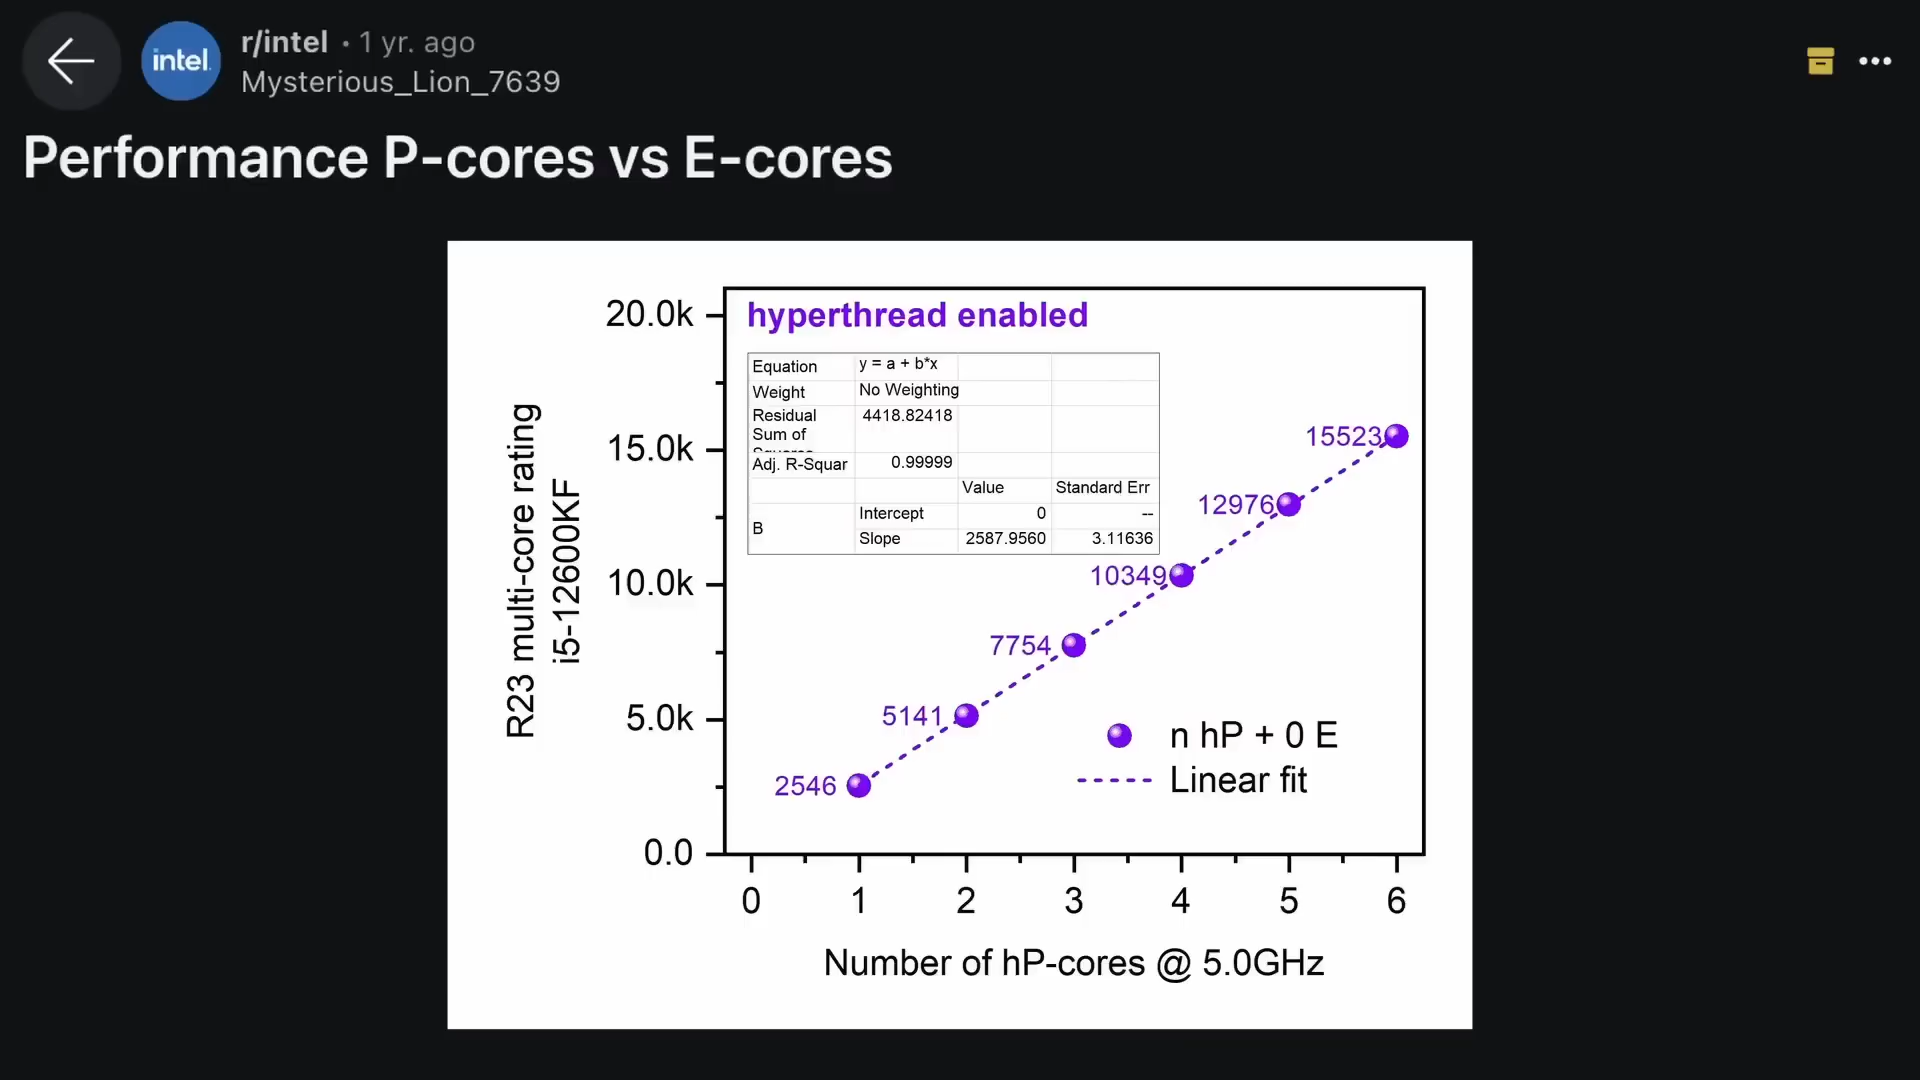 r/intel • 1 yr. ago
intel.
Mysterious_Lion_7639
Performance P-cores vs E-cores
hyperthread enabled
Equation y = a + b*x
Weight No Weighting
Residual 4418.82418
Sum of
Adj. R-Squar 0.99999
Value Standard Err
B Intercept 0 --
Slope 2587.9560 3.11636
20.0k
15.0k
10.0k
5.0k
0.0
R23 multi-core rating
i5-12600KF
15523
12976
10349
7754
5141
2546
n hP + 0 E
Linear fit
0 1 2 3 4 5 6
Number of hP-cores @ 5.0GHz